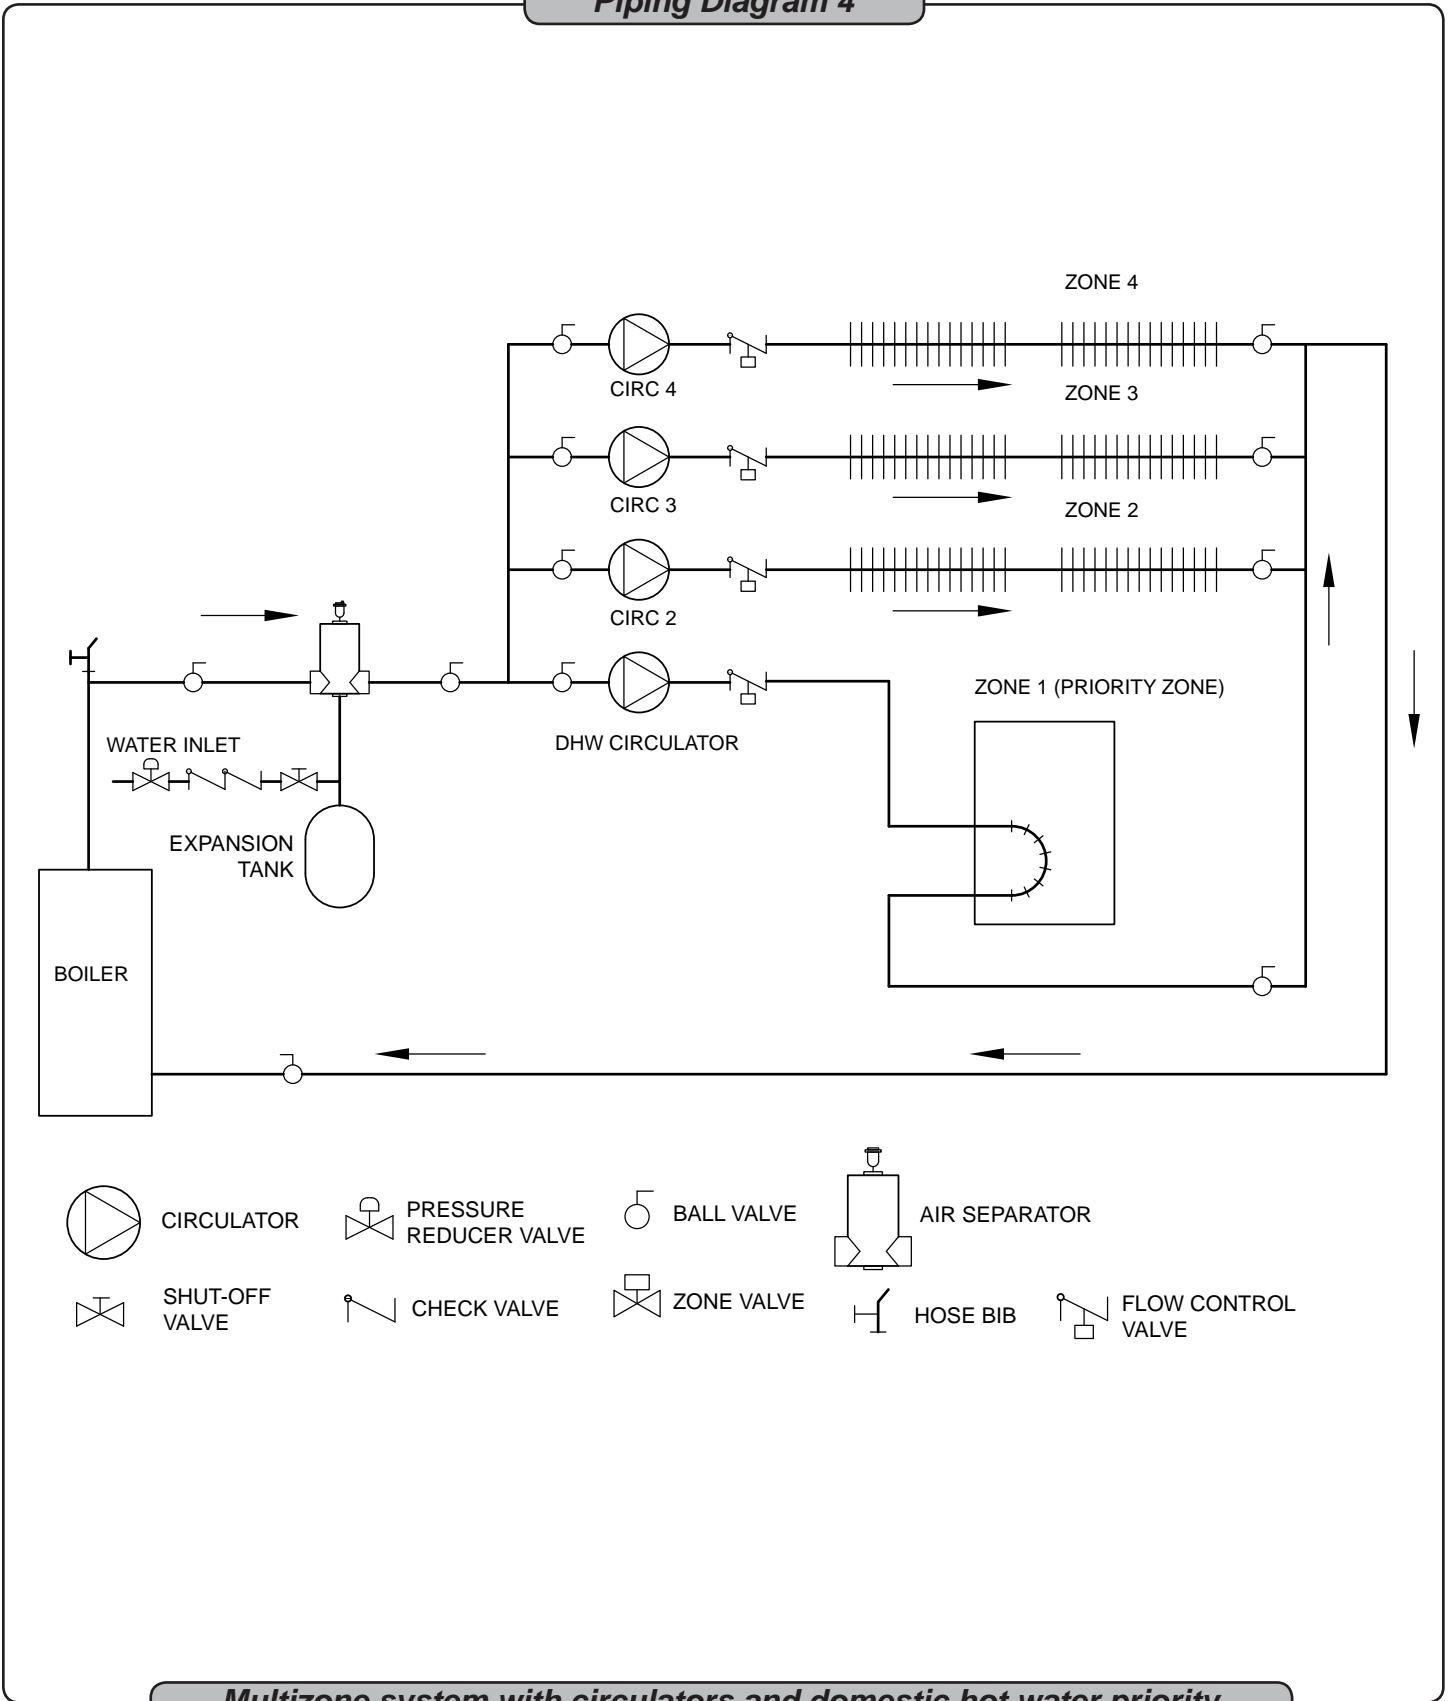 Piping Diagram 4
ZONE 4
CIRC 4
ZONE 3
CIRC 3
ZONE 2
CIRC 2
ZONE 1 (PRIORITY ZONE)
DHW CIRCULATOR
WATER INLET
EXPANSION
TANK
BOILER
CIRCULATOR
PRESSURE
REDUCER VALVE
BALL VALVE
AIR SEPARATOR
SHUT-OFF
VALVE
CHECK VALVE
ZONE VALVE
HOSE BIB
FLOW CONTROL
VALVE
Multizone system with circulators and domestic hot water priority